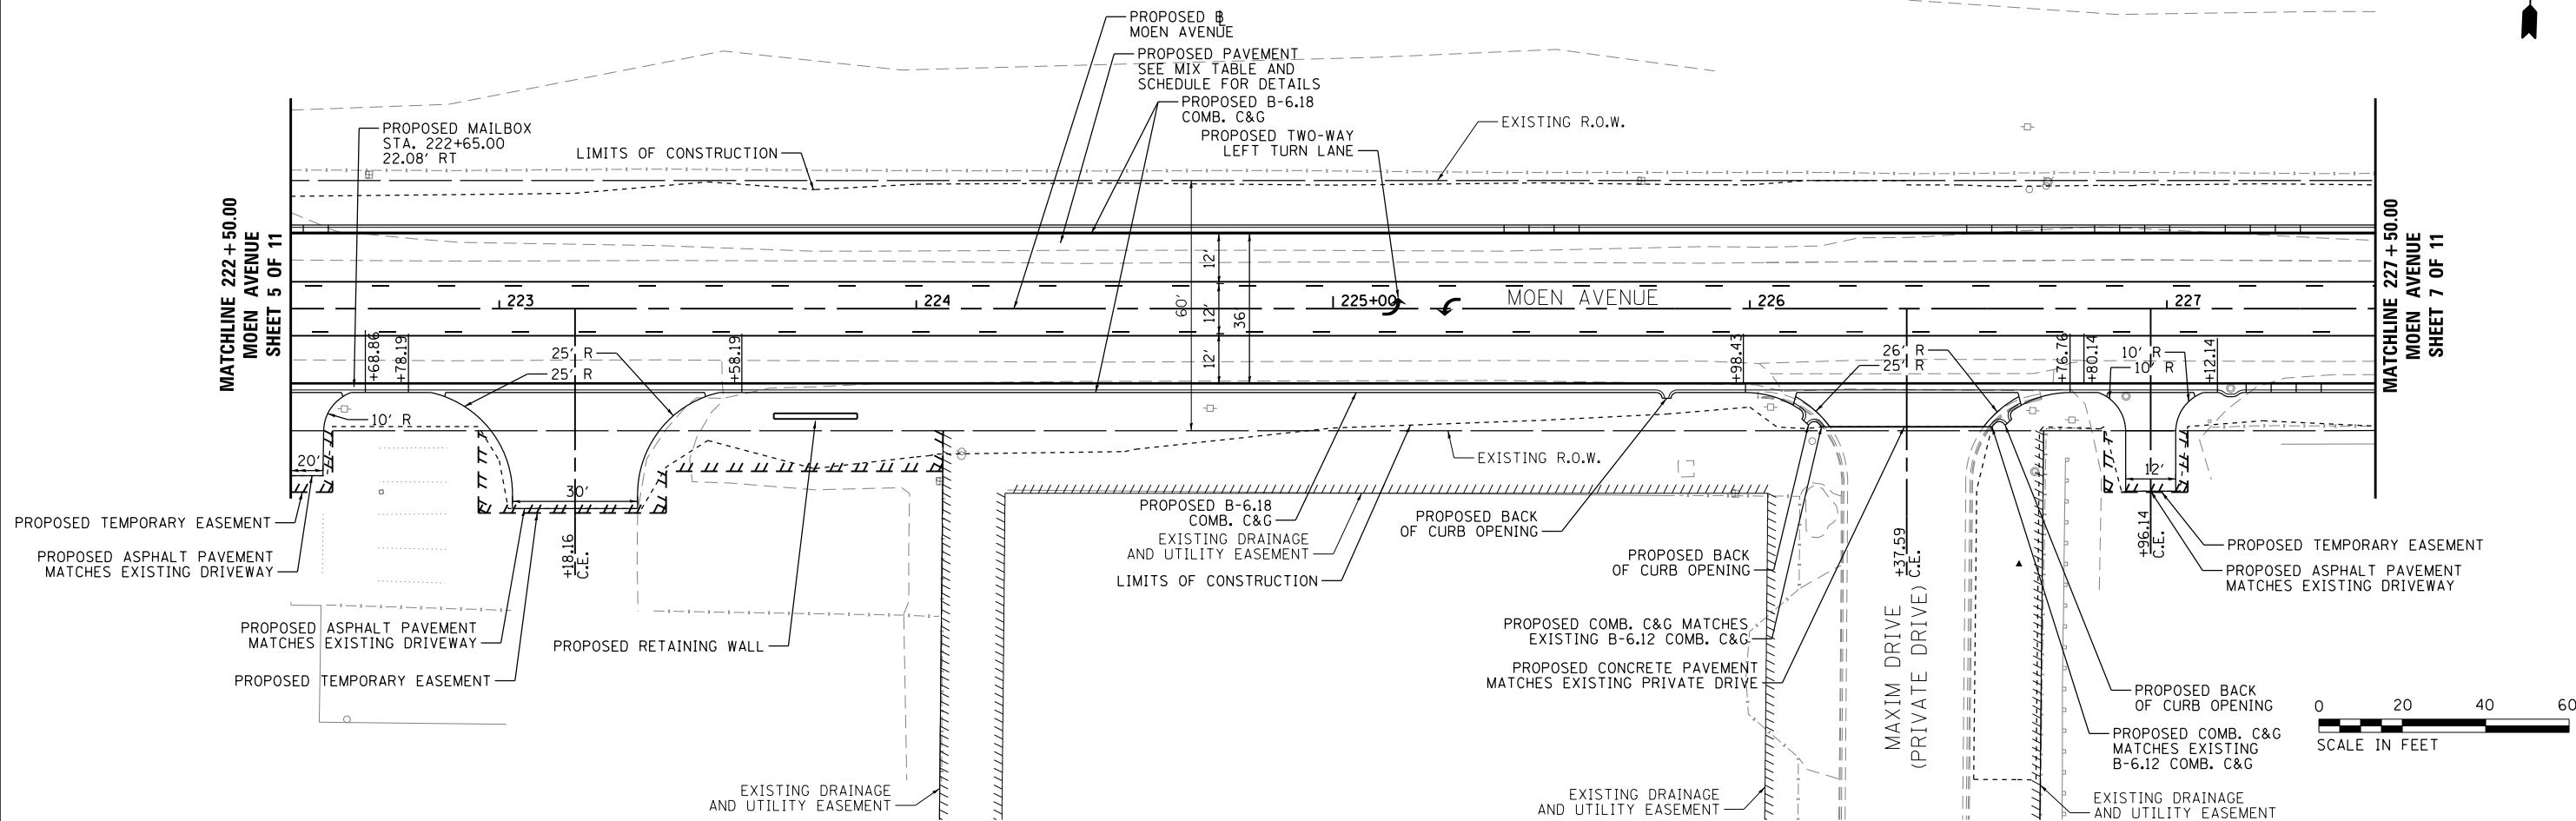 PROPOSED B̵L
MOEN AVENUE
PROPOSED PAVEMENT
SEE MIX TABLE AND
SCHEDULE FOR DETAILS
PROPOSED B-6.18
COMB. C&G
PROPOSED TWO-WAY
LEFT TURN LANE
EXISTING R.O.W.
PROPOSED MAILBOX
STA. 222+65.00
22.08' RT
LIMITS OF CONSTRUCTION
MATCHLINE 222+50.00
MOEN AVENUE
SHEET 5 OF 11
MATCHLINE 227+50.00
MOEN AVENUE
SHEET 7 OF 11
12'
12'
12'
60'
36'
223
224
225+00
226
227
MOEN AVENUE
+68.86
+78.19
25' R
25' R
+58.19
+98.43
26' R
25' R
+76.76
+80.14
10' R
10' R
+12.14
10' R
20'
30'
12'
EXISTING R.O.W.
+18.16
C.E.
+37.59
C.E.
+96.14
C.E.
PROPOSED TEMPORARY EASEMENT
PROPOSED ASPHALT PAVEMENT
MATCHES EXISTING DRIVEWAY
PROPOSED ASPHALT PAVEMENT
MATCHES EXISTING DRIVEWAY
PROPOSED TEMPORARY EASEMENT
PROPOSED RETAINING WALL
EXISTING DRAINAGE
AND UTILITY EASEMENT
PROPOSED B-6.18
COMB. C&G
EXISTING DRAINAGE
AND UTILITY EASEMENT
LIMITS OF CONSTRUCTION
PROPOSED BACK
OF CURB OPENING
PROPOSED BACK
OF CURB OPENING
PROPOSED COMB. C&G MATCHES
EXISTING B-6.12 COMB. C&G
PROPOSED CONCRETE PAVEMENT
MATCHES EXISTING PRIVATE DRIVE
EXISTING DRAINAGE
AND UTILITY EASEMENT
MAXIM DRIVE
(PRIVATE DRIVE)
PROPOSED TEMPORARY EASEMENT
PROPOSED ASPHALT PAVEMENT
MATCHES EXISTING DRIVEWAY
PROPOSED BACK
OF CURB OPENING
PROPOSED COMB. C&G
MATCHES EXISTING
B-6.12 COMB. C&G
EXISTING DRAINAGE
AND UTILITY EASEMENT
0 20 40 60
SCALE IN FEET